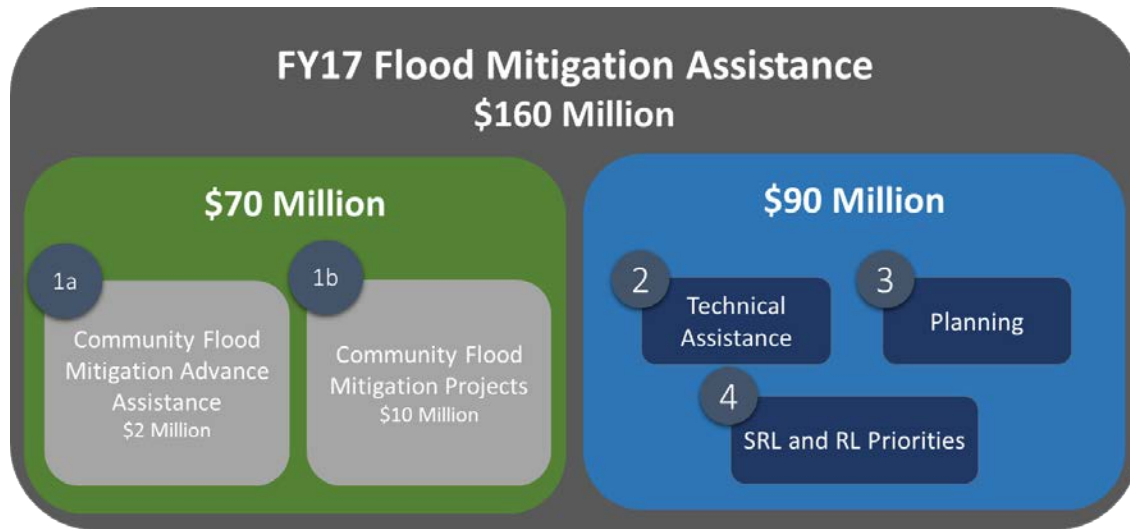 FY17 Flood Mitigation Assistance
$160 Million
$70 Million
1a
Community Flood
Mitigation Advance
Assistance
$2 Million
1b
Community Flood
Mitigation Projects
$10 Million
$90 Million
2
Technical
Assistance
3
Planning
4
SRL and RL Priorities